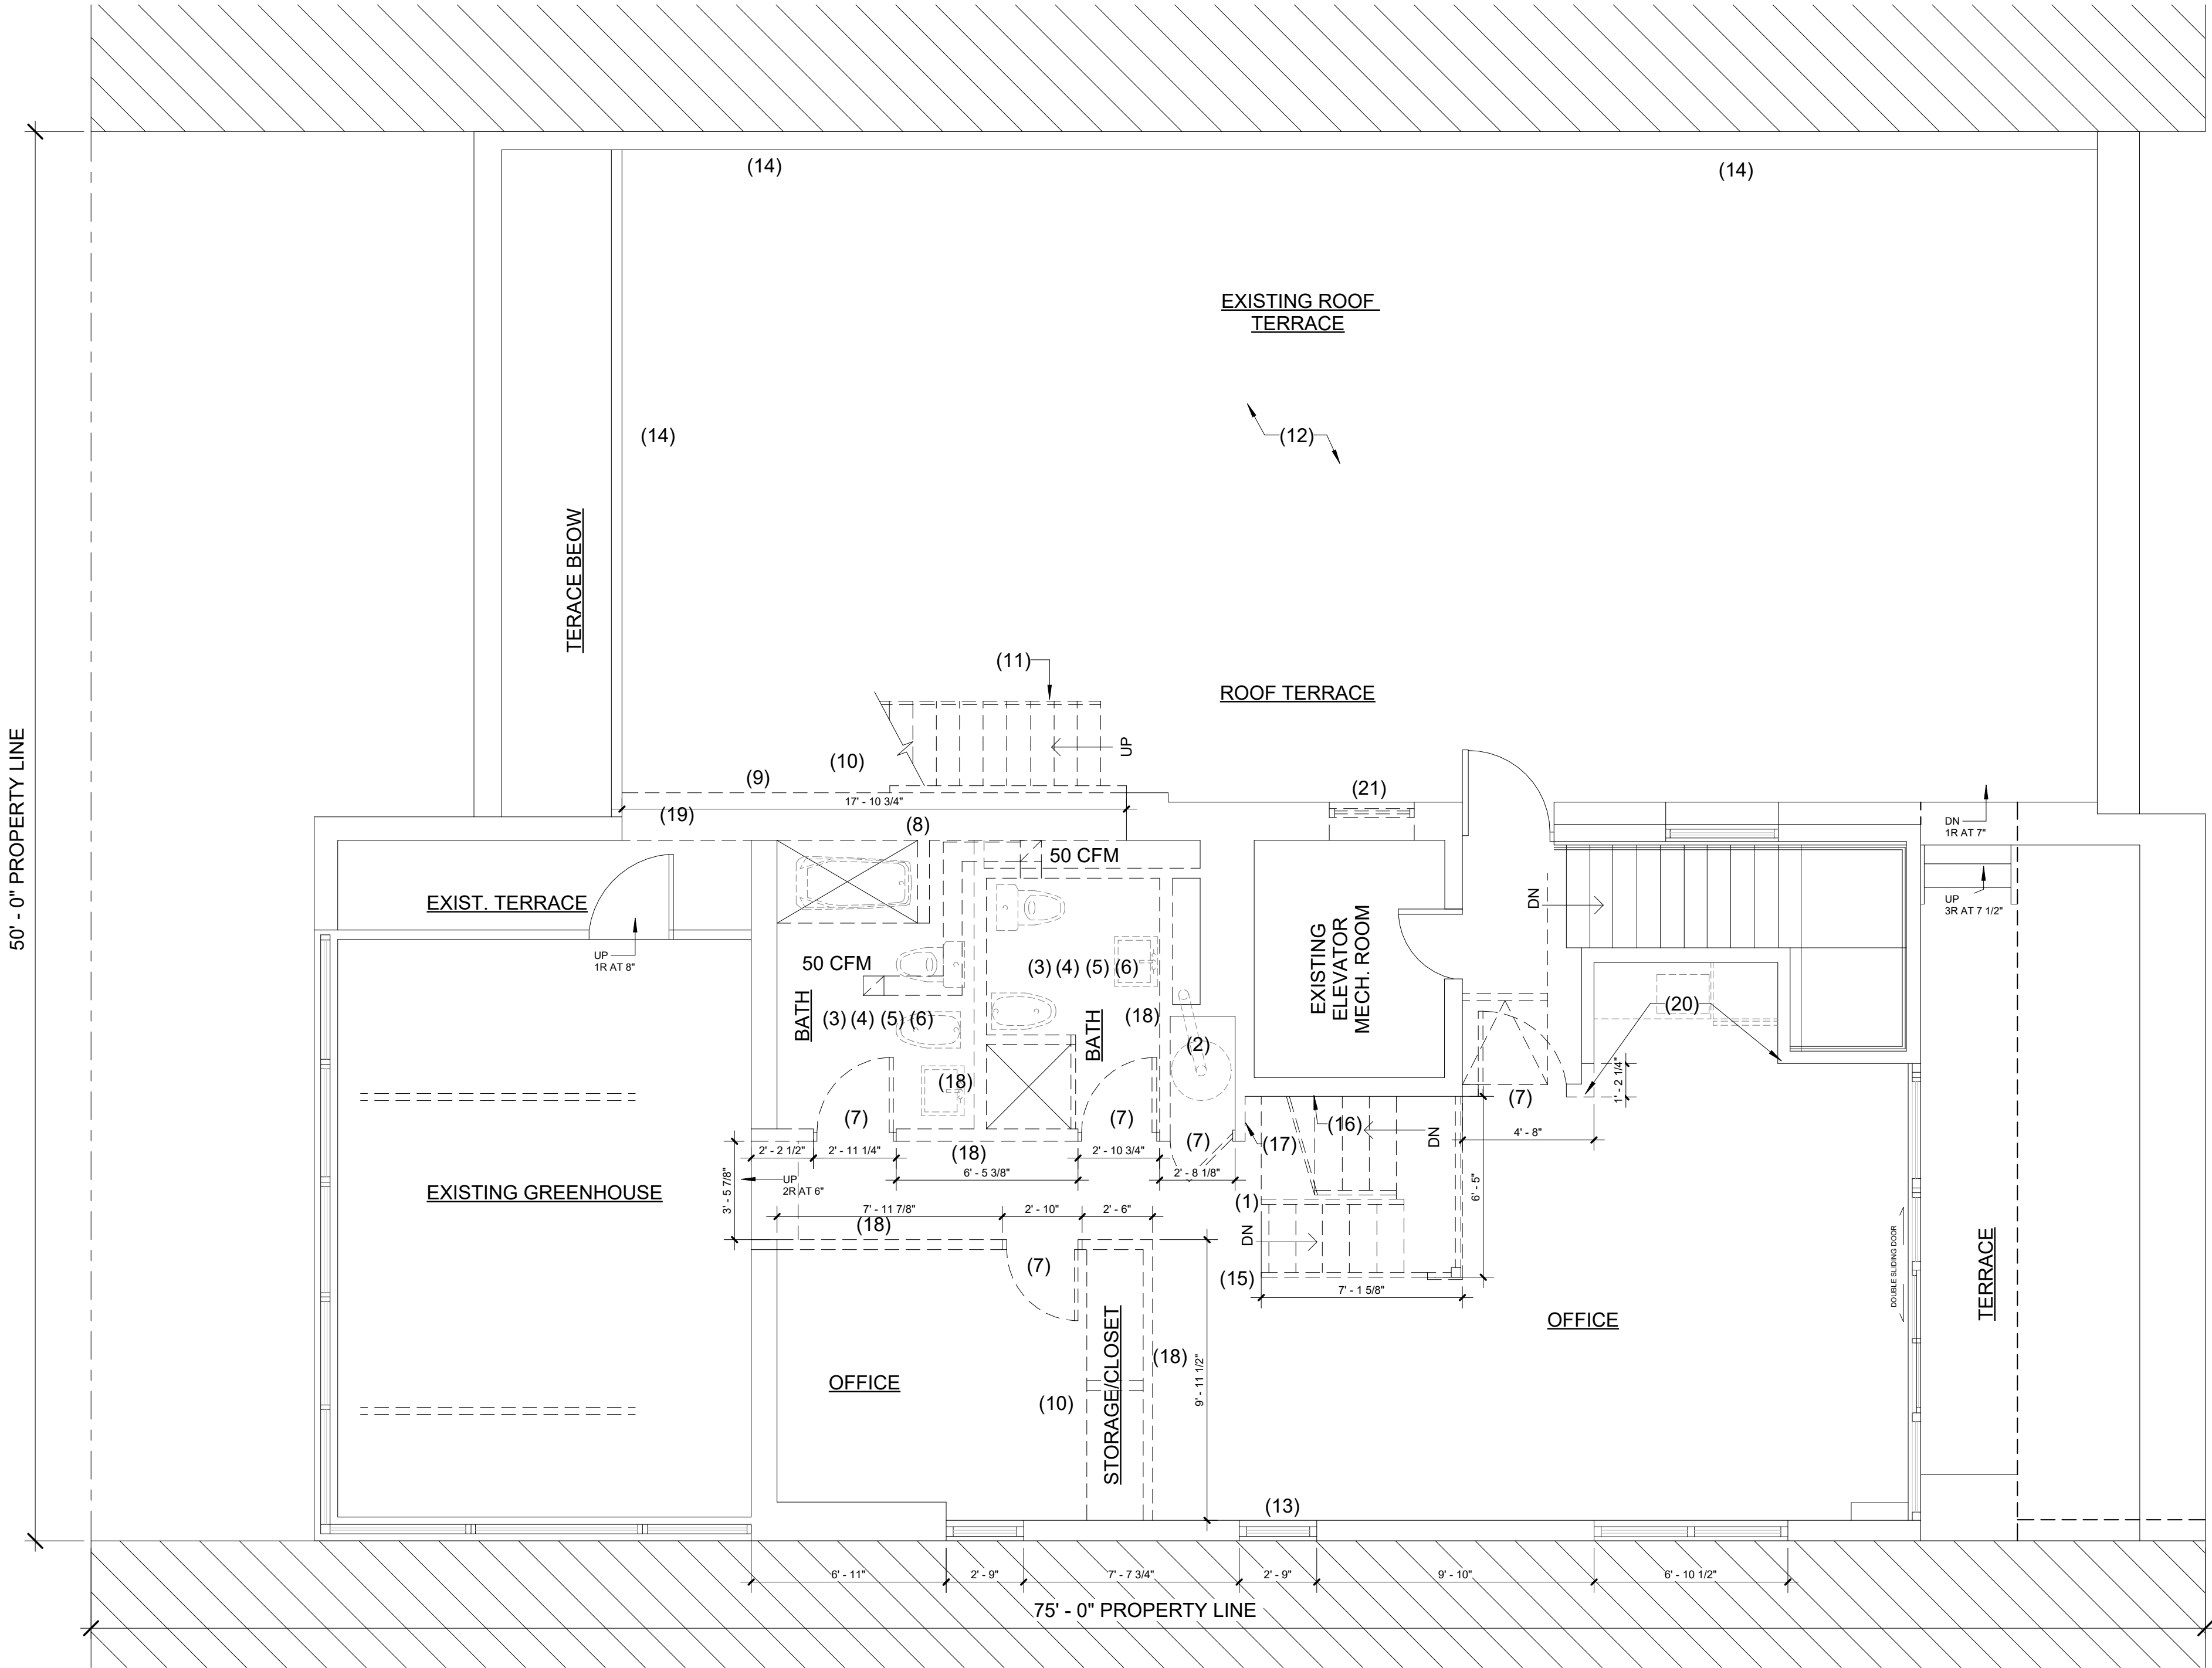 (14)
(14)
EXISTING ROOF
TERRACE
(14)
(12)
TERACE BEOW
50' - 0" PROPERTY LINE
(11)
ROOF TERRACE
UP
(10)
(9)
(21)
17' - 10 3/4"
(19)
(8)
DN
1R AT 7"
50 CFM
EXIST. TERRACE
DN
UP
3R AT 7 1/2"
UP
1R AT 8"
50 CFM
(3) (4) (5) (6)
EXISTING
ELEVATOR
MECH. ROOM
(20)
BATH
(3) (4) (5) (6)
BATH
(18)
(2)
(18)
1' - 2 1/4"
(7)
(7)
(7)
(7)
(17)
(16)
DN
4' - 8"
2' - 2 1/2"
2' - 11 1/4"
(18)
6' - 5 3/8"
2' - 10 3/4"
2' - 8 1/8"
3' - 5 7/8"
UP
2R AT 6"
EXISTING GREENHOUSE
6' - 5"
(1)
7' - 11 7/8"
2' - 10"
2' - 6"
(18)
DN
(7)
(15)
7' - 1 5/8"
DOUBLE SLIDING DOOR
TERRACE
OFFICE
(18)
9' - 11 1/2"
OFFICE
(10)
STORAGE/CLOSET
(13)
6' - 11"
2' - 9"
7' - 7 3/4"
2' - 9"
9' - 10"
6' - 10 1/2"
75' - 0" PROPERTY LINE